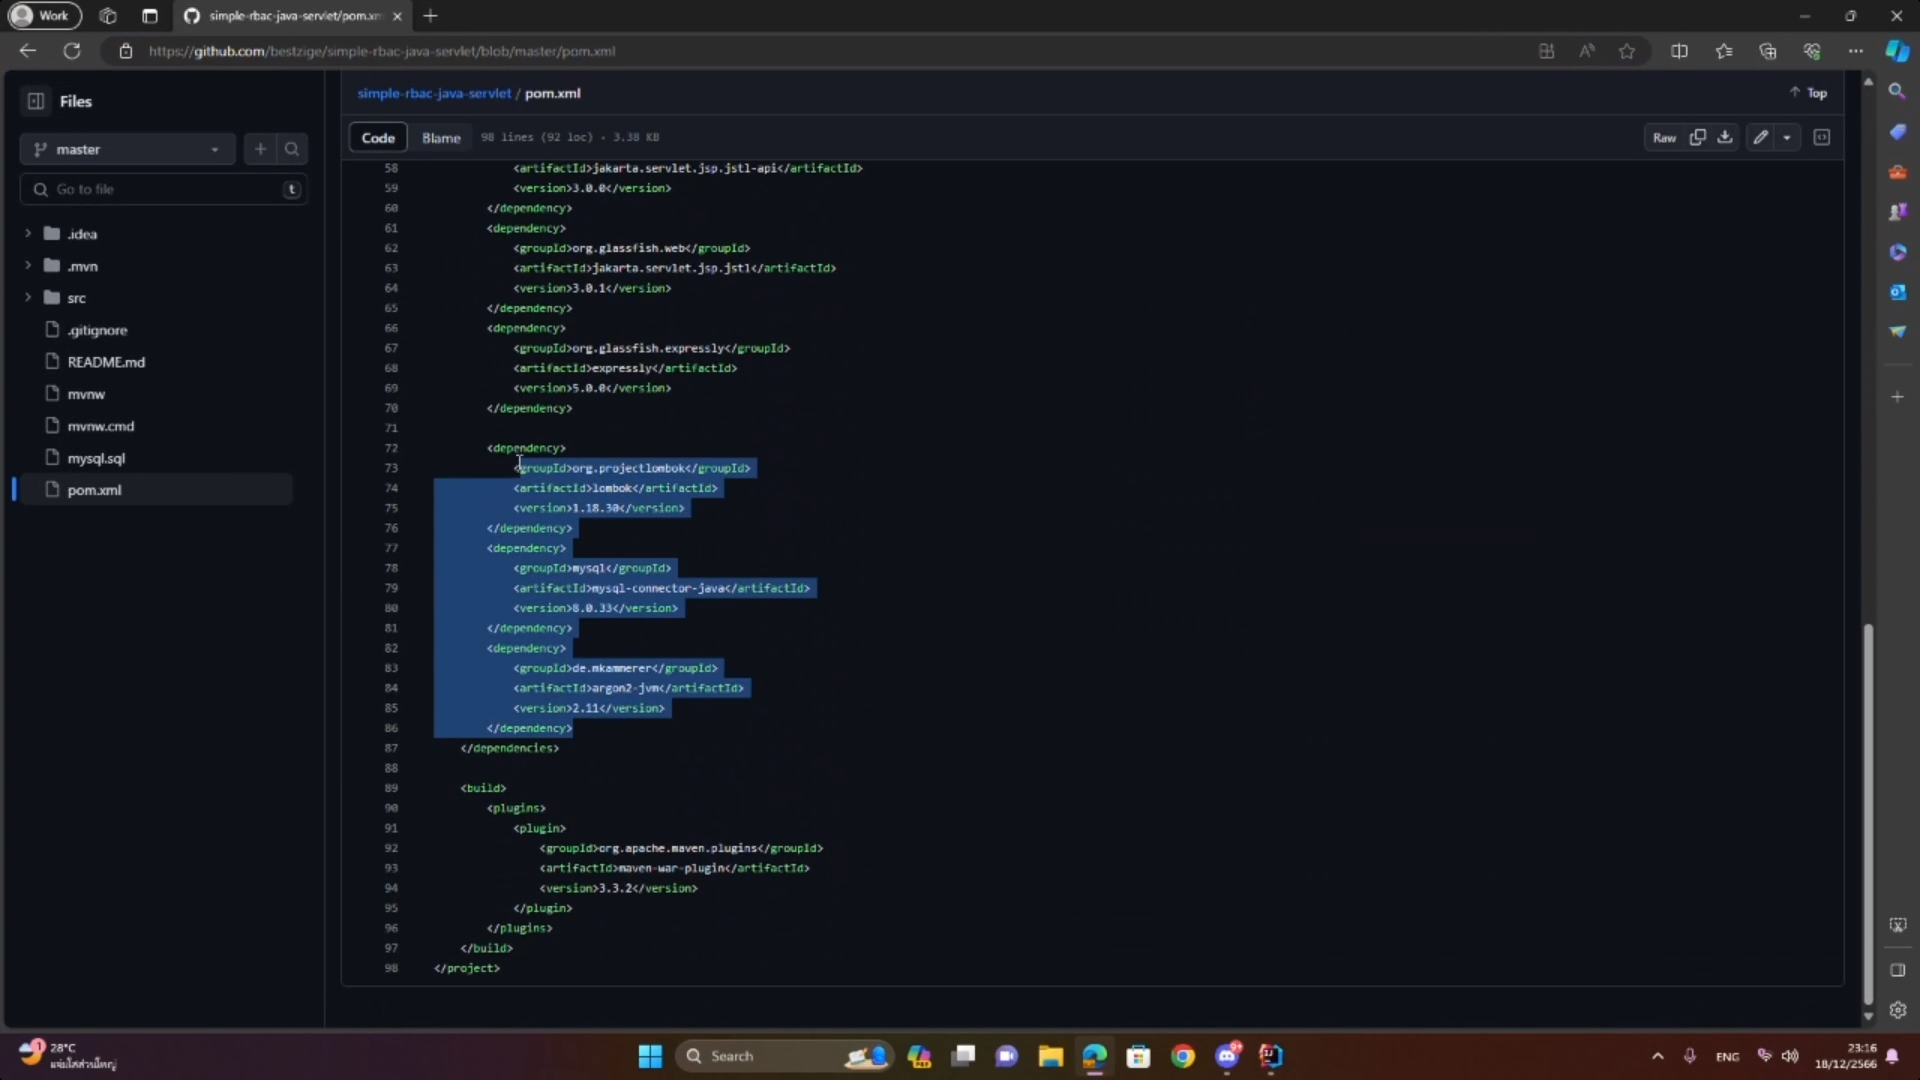 Work
simple-rbac-java-servlet/pom.xm
https://github.com/bestzige/simple-rbac-java-servlet/blob/master/pom.xml
Files
master
Go to file
t
.idea
.mvn
src
.gitignore
README.md
mvnw
mvnw.cmd
mysql.sql
pom.xml
simple-rbac-java-servlet / pom.xml
Top
Code
Blame
98 lines (92 loc) · 3.38 KB
Raw
58 <artifactId>jakarta.servlet.jsp.jstl-api</artifactId>
59 <version>3.0.0</version>
60 </dependency>
61 <dependency>
62 <groupId>org.glassfish.web</groupId>
63 <artifactId>jakarta.servlet.jsp.jstl</artifactId>
64 <version>3.0.1</version>
65 </dependency>
66 <dependency>
67 <groupId>org.glassfish.expressly</groupId>
68 <artifactId>expressly</artifactId>
69 <version>5.0.0</version>
70 </dependency>
71
72 <dependency>
73 <groupId>org.projectlombok</groupId>
74 <artifactId>lombok</artifactId>
75 <version>1.18.30</version>
76 </dependency>
77 <dependency>
78 <groupId>mysql</groupId>
79 <artifactId>mysql-connector-java</artifactId>
80 <version>8.0.33</version>
81 </dependency>
82 <dependency>
83 <groupId>de.mkammerer</groupId>
84 <artifactId>argon2-jvm</artifactId>
85 <version>2.11</version>
86 </dependency>
87 </dependencies>
88
89 <build>
90 <plugins>
91 <plugin>
92 <groupId>org.apache.maven.plugins</groupId>
93 <artifactId>maven-war-plugin</artifactId>
94 <version>3.3.2</version>
95 </plugin>
96 </plugins>
97 </build>
98 </project>
1
28°C
Search
9+
ENG
23:16
18/12/2566